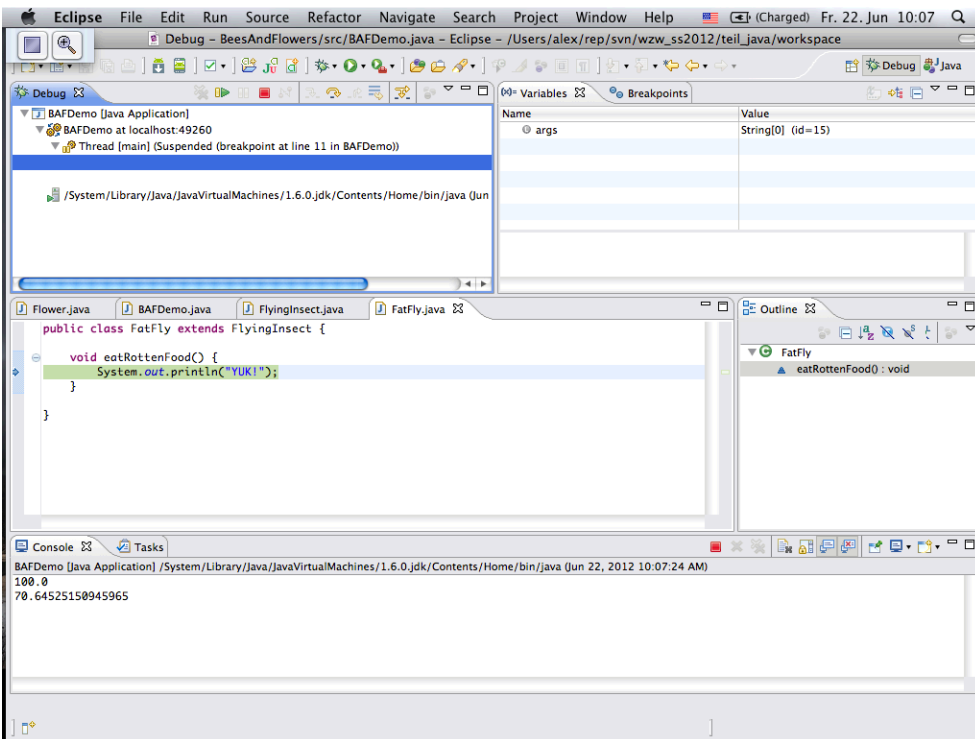 Eclipse File Edit Run Source Refactor Navigate Search Project Window Help (Charged) Fr. 22. Jun 10:07
Debug – BeesAndFlowers/src/BAFDemo.java – Eclipse – /Users/alex/rep/svn/wzw_ss2012/teil_java/workspace
Debug Java
Debug
BAFDemo [Java Application]
BAFDemo at localhost:49260
Thread [main] (Suspended (breakpoint at line 11 in BAFDemo))
/System/Library/Java/JavaVirtualMachines/1.6.0.jdk/Contents/Home/bin/java (Jun
(x)= Variables Breakpoints
Name Value
args String[0] (id=15)
Flower.java BAFDemo.java FlyingInsect.java FatFly.java
public class FatFly extends FlyingInsect {
void eatRottenFood() {
System.out.println("YUK!");
}
}
Outline
FatFly
eatRottenFood() : void
Console Tasks
BAFDemo [Java Application] /System/Library/Java/JavaVirtualMachines/1.6.0.jdk/Contents/Home/bin/java (Jun 22, 2012 10:07:24 AM)
100.0
70.64525150945965